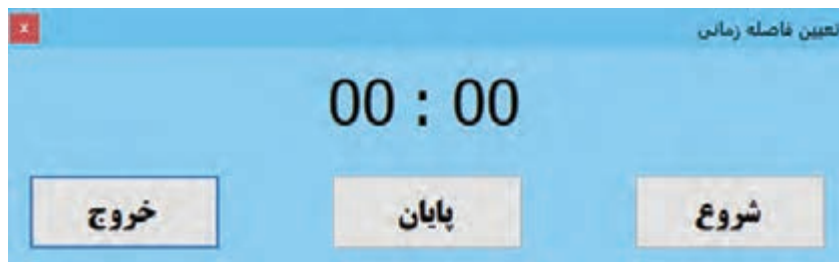 تعیین فاصله زمانی x
00 : 00
شروع پایان خروج